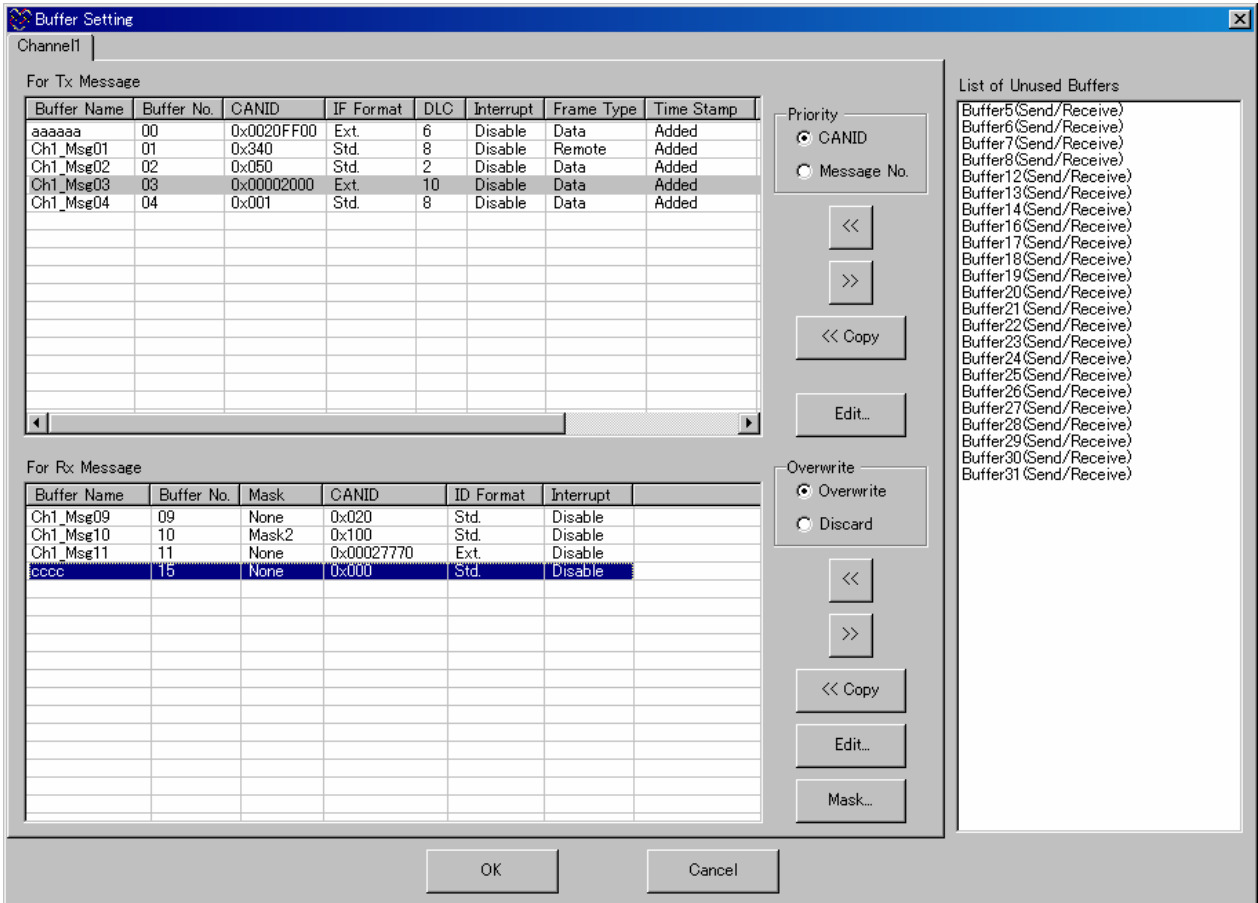 Buffer Setting
Channel1
For Tx Message
Buffer Name Buffer No. CANID IF Format DLC Interrupt Frame Type Time Stamp
aaaaaa 00 0x0020FF00 Ext. 6 Disable Data Added
Ch1_Msg01 01 0x340 Std. 8 Disable Remote Added
Ch1_Msg02 02 0x050 Std. 2 Disable Data Added
Ch1_Msg03 03 0x00002000 Ext. 10 Disable Data Added
Ch1_Msg04 04 0x001 Std. 8 Disable Data Added
Priority
CANID
Message No.
<<
>>
<< Copy
Edit...
For Rx Message
Buffer Name Buffer No. Mask CANID ID Format Interrupt
Ch1_Msg09 09 None 0x020 Std. Disable
Ch1_Msg10 10 Mask2 0x100 Std. Disable
Ch1_Msg11 11 None 0x00027770 Ext. Disable
cccc 15 None 0x000 Std. Disable
Overwrite
Overwrite
Discard
<<
>>
<< Copy
Edit...
Mask...
List of Unused Buffers
Buffer5(Send/Receive)
Buffer6(Send/Receive)
Buffer7(Send/Receive)
Buffer8(Send/Receive)
Buffer12(Send/Receive)
Buffer13(Send/Receive)
Buffer14(Send/Receive)
Buffer16(Send/Receive)
Buffer17(Send/Receive)
Buffer18(Send/Receive)
Buffer19(Send/Receive)
Buffer20(Send/Receive)
Buffer21(Send/Receive)
Buffer22(Send/Receive)
Buffer23(Send/Receive)
Buffer24(Send/Receive)
Buffer25(Send/Receive)
Buffer26(Send/Receive)
Buffer27(Send/Receive)
Buffer28(Send/Receive)
Buffer29(Send/Receive)
Buffer30(Send/Receive)
Buffer31(Send/Receive)
OK
Cancel